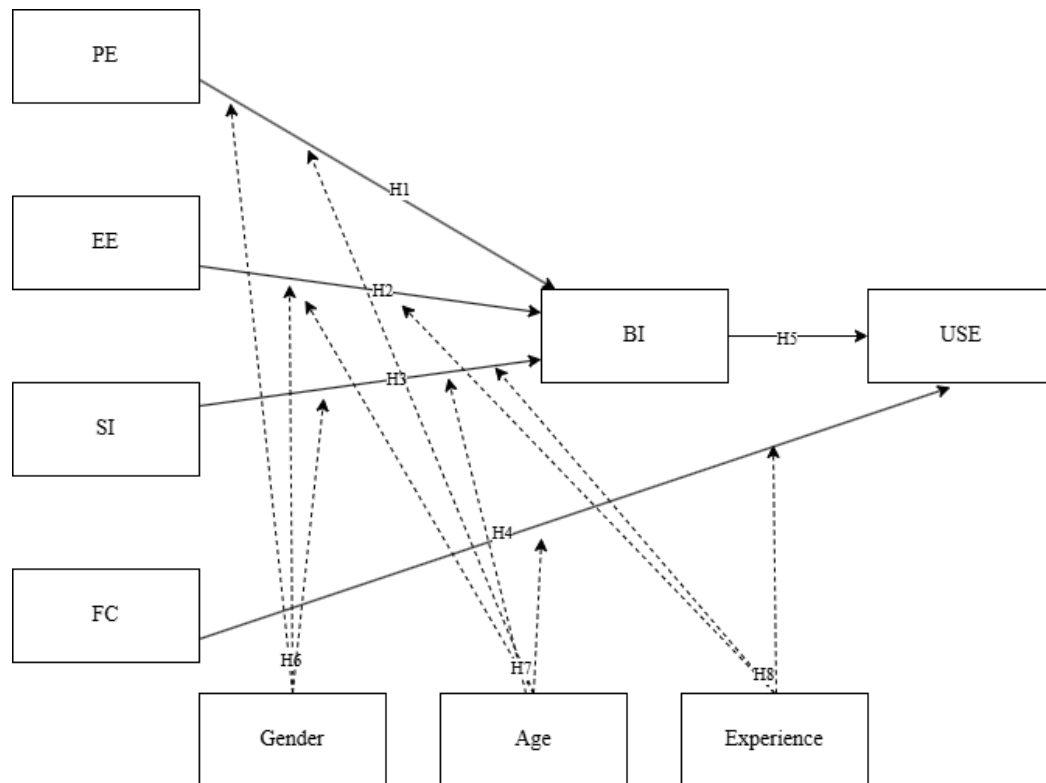 PE
H1
EE
H2
BI
H5
USE
SI
H3
H4
FC
H6
H7
H8
Gender
Age
Experience